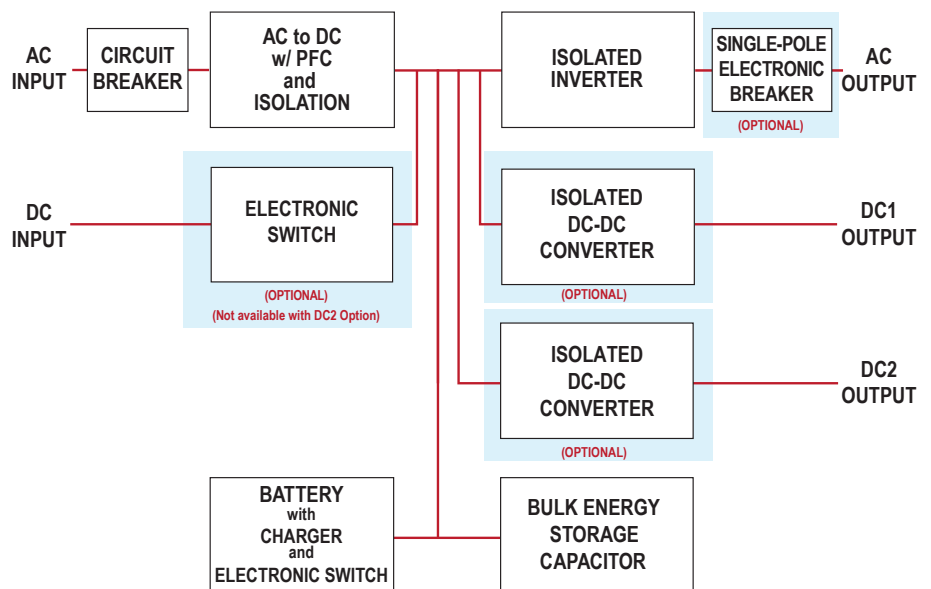 AC
INPUT
CIRCUIT
BREAKER
AC to DC
w/ PFC
and
ISOLATION
ISOLATED
INVERTER
SINGLE-POLE
ELECTRONIC
BREAKER
(OPTIONAL)
AC
OUTPUT
DC
INPUT
ELECTRONIC
SWITCH
(OPTIONAL)
(Not available with DC2 Option)
ISOLATED
DC-DC
CONVERTER
(OPTIONAL)
DC1
OUTPUT
ISOLATED
DC-DC
CONVERTER
(OPTIONAL)
DC2
OUTPUT
BATTERY
with
CHARGER
and
ELECTRONIC SWITCH
BULK ENERGY
STORAGE
CAPACITOR